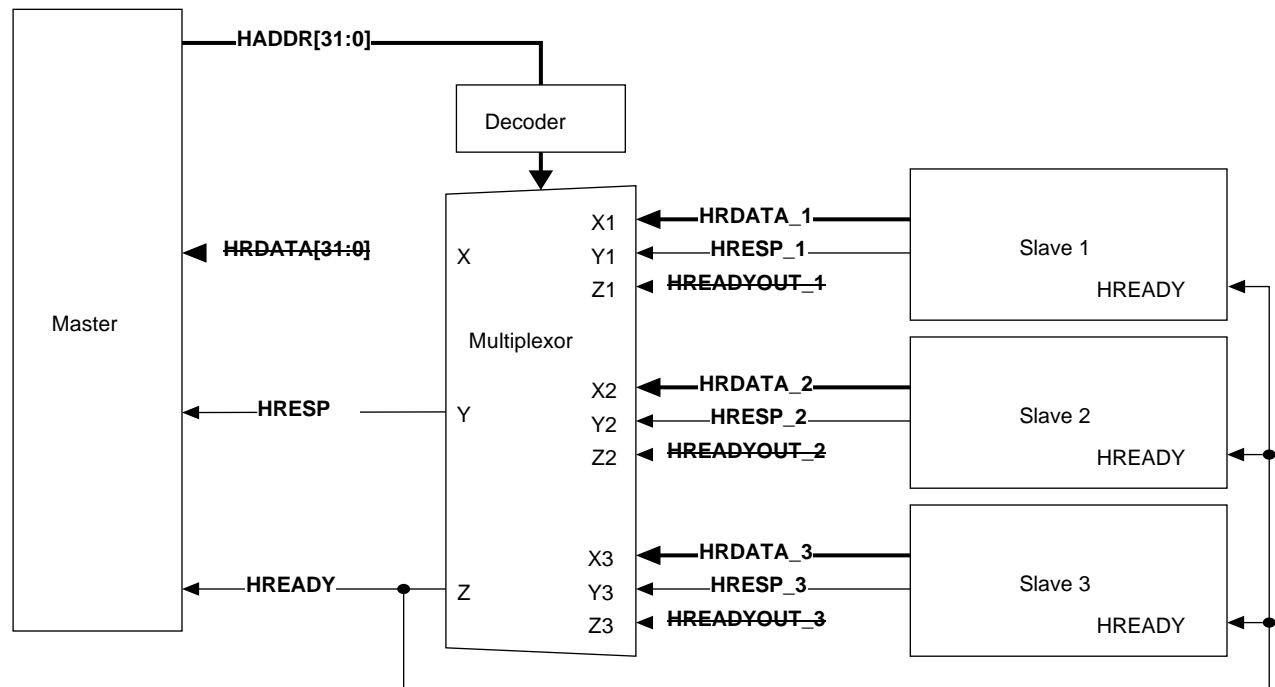 HADDR[31:0]
Decoder
X1
HRDATA_1
HRDATA[31:0]
X
Y1
HRESP_1
Slave 1
Z1
HREADYOUT_1
HREADY
Master
Multiplexor
X2
HRDATA_2
HRESP
Y
Y2
HRESP_2
Slave 2
Z2
HREADYOUT_2
HREADY
X3
HRDATA_3
HREADY
Z
Y3
HRESP_3
Slave 3
Z3
HREADYOUT_3
HREADY